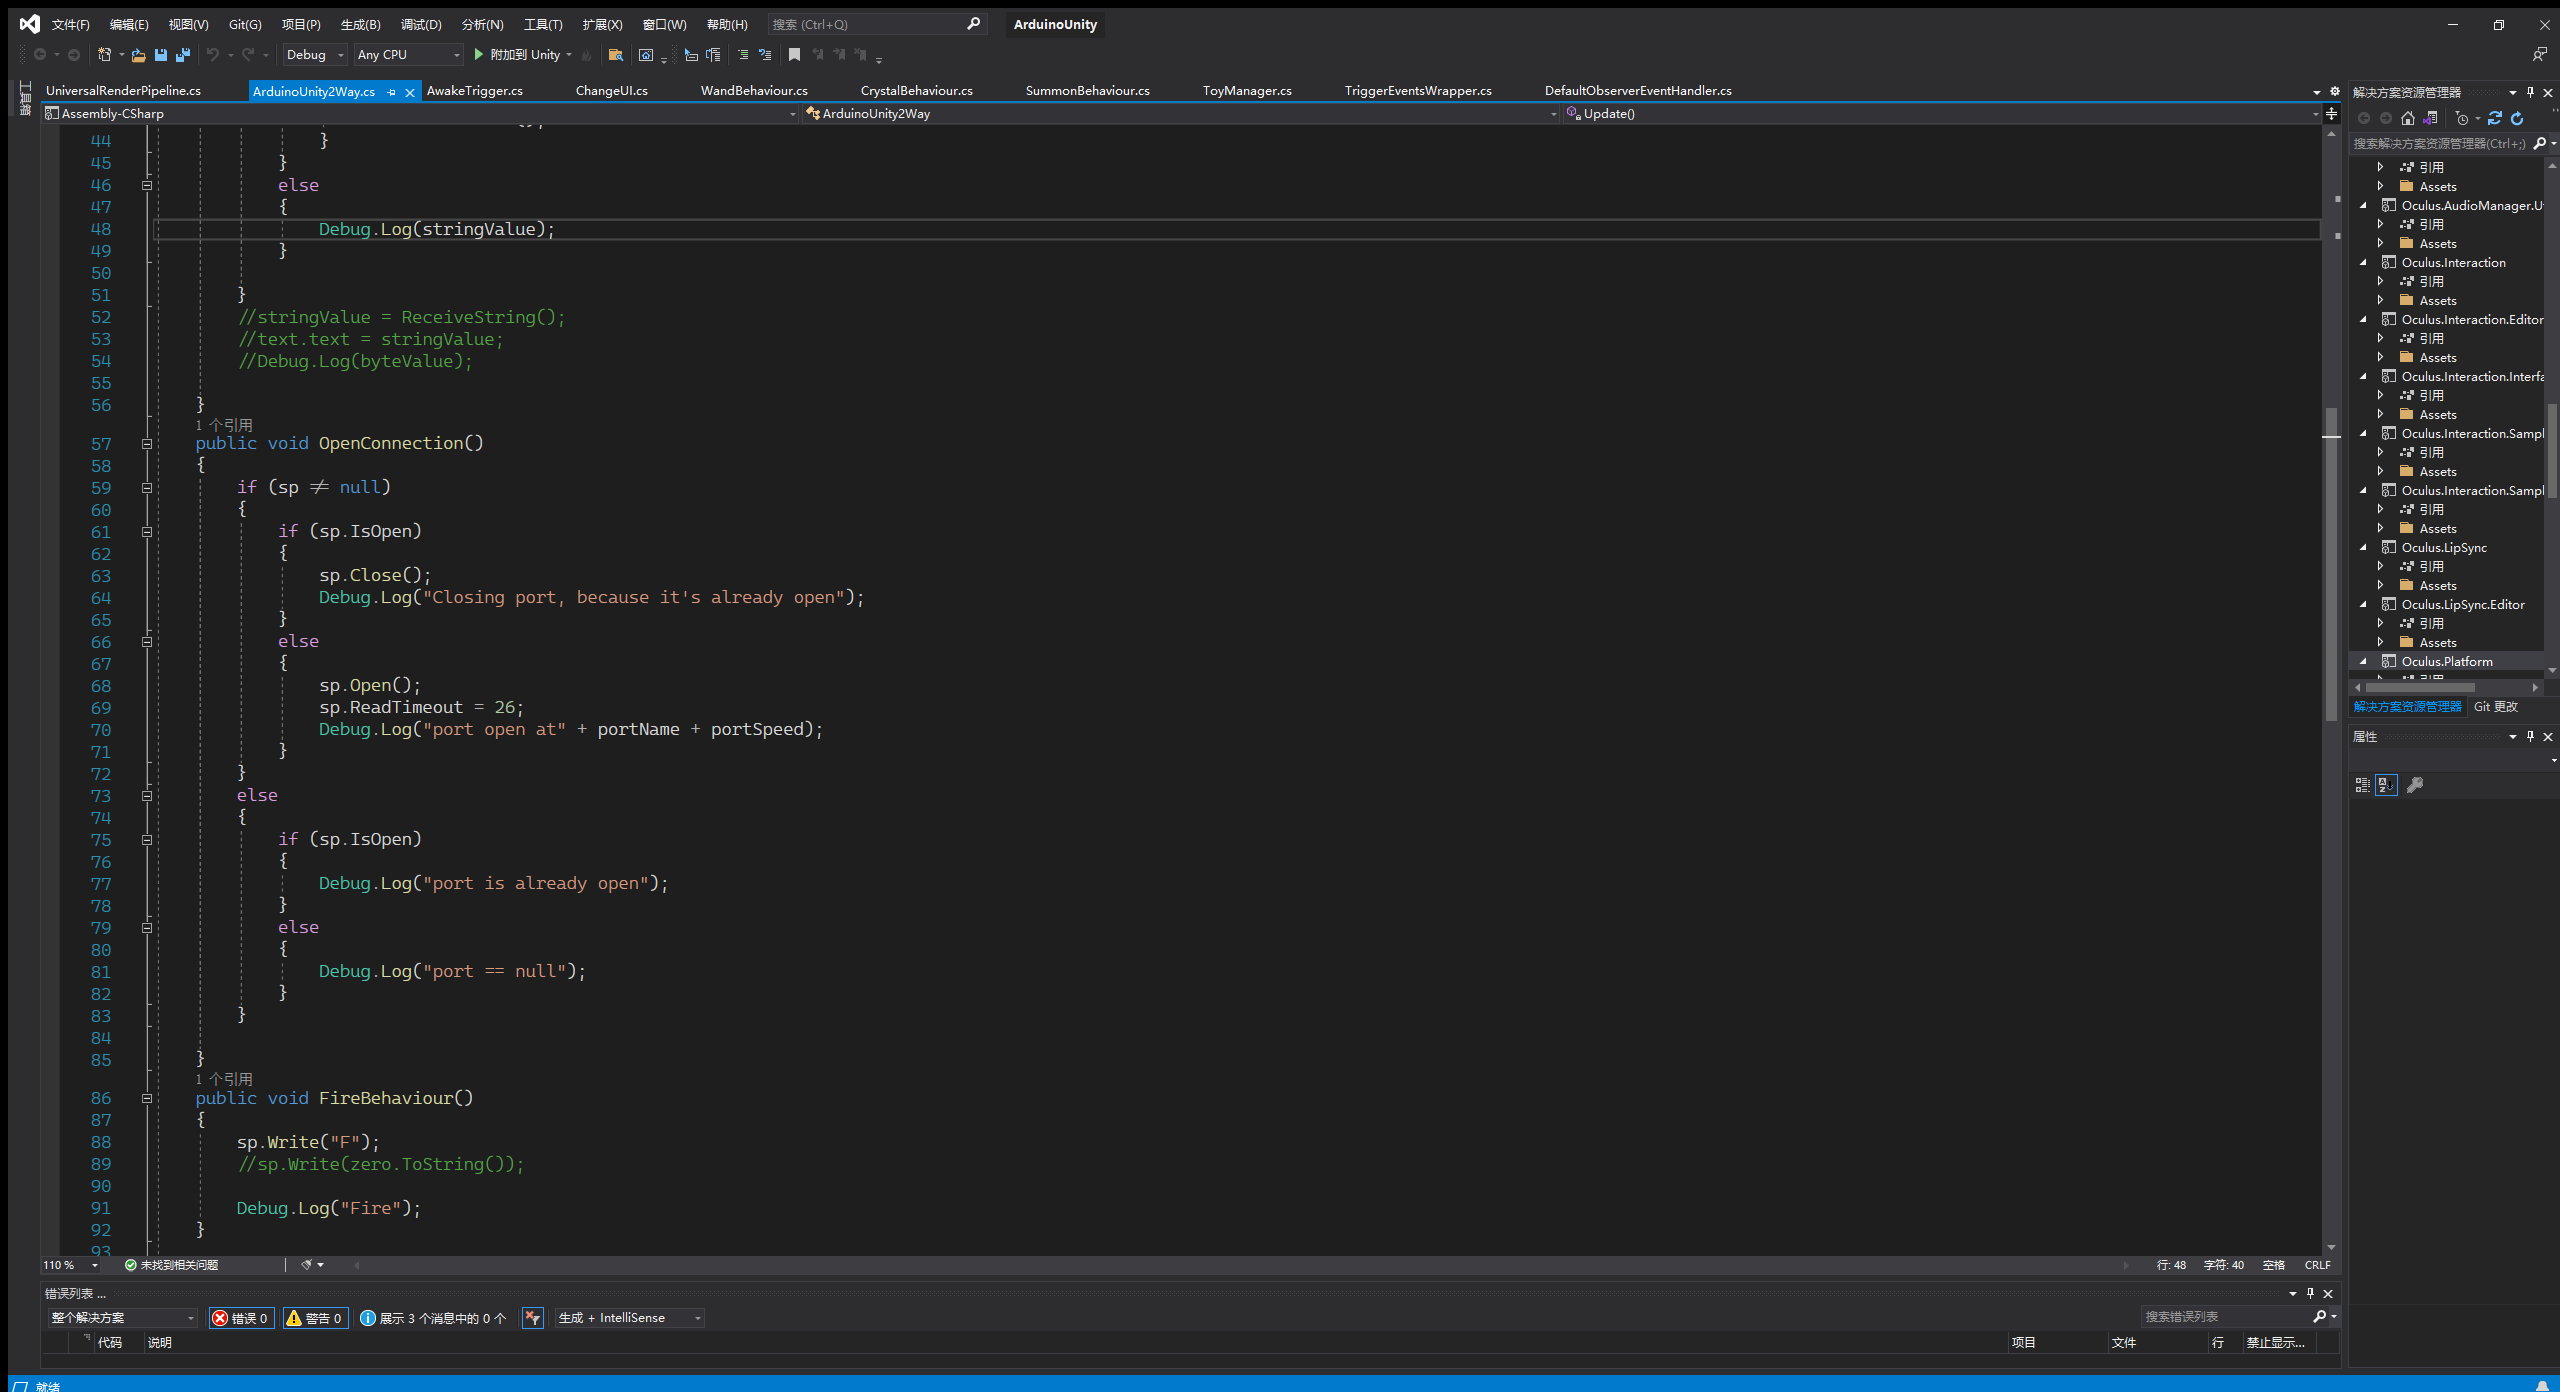 文件(F) 编辑(E) 视图(V) Git(G) 项目(P) 生成(B) 调试(D) 分析(N) 工具(T) 扩展(X) 窗口(W) 帮助(H) 搜索 (Ctrl+Q) ArduinoUnity
Debug Any CPU 附加到 Unity
工具箱
UniversalRenderPipeline.cs ArduinoUnity2Way.cs AwakeTrigger.cs ChangeUI.cs WandBehaviour.cs CrystalBehaviour.cs SummonBehaviour.cs ToyManager.cs TriggerEventsWrapper.cs DefaultObserverEventHandler.cs
Assembly-CSharp ArduinoUnity2Way Update()
44 }
45 }
46 else
47 {
48 Debug.Log(stringValue);
49 }
50
51 }
52 //stringValue = ReceiveString();
53 //text.text = stringValue;
54 //Debug.Log(byteValue);
55
56 }
1 个引用
57 public void OpenConnection()
58 {
59 if (sp != null)
60 {
61 if (sp.IsOpen)
62 {
63 sp.Close();
64 Debug.Log("Closing port, because it's already open");
65 }
66 else
67 {
68 sp.Open();
69 sp.ReadTimeout = 26;
70 Debug.Log("port open at" + portName + portSpeed);
71 }
72 }
73 else
74 {
75 if (sp.IsOpen)
76 {
77 Debug.Log("port is already open");
78 }
79 else
80 {
81 Debug.Log("port == null");
82 }
83 }
84
85 }
1 个引用
86 public void FireBehaviour()
87 {
88 sp.Write("F");
89 //sp.Write(zero.ToString());
90
91 Debug.Log("Fire");
92 }
93
110 % 未找到相关问题 行: 48 字符: 40 空格 CRLF
错误列表 ...
整个解决方案 错误 0 警告 0 展示 3 个消息中的 0 个 生成 + IntelliSense 搜索错误列表
代码 说明 项目 文件 行 禁止显示...
就绪
解决方案资源管理器
搜索解决方案资源管理器(Ctrl+;)
引用
Assets
Oculus.AudioManager.U
引用
Assets
Oculus.Interaction
引用
Assets
Oculus.Interaction.Editor
引用
Assets
Oculus.Interaction.Interfa
引用
Assets
Oculus.Interaction.Sampl
引用
Assets
Oculus.Interaction.Sampl
引用
Assets
Oculus.LipSync
引用
Assets
Oculus.LipSync.Editor
引用
Assets
Oculus.Platform
解决方案资源管理器 Git 更改
属性